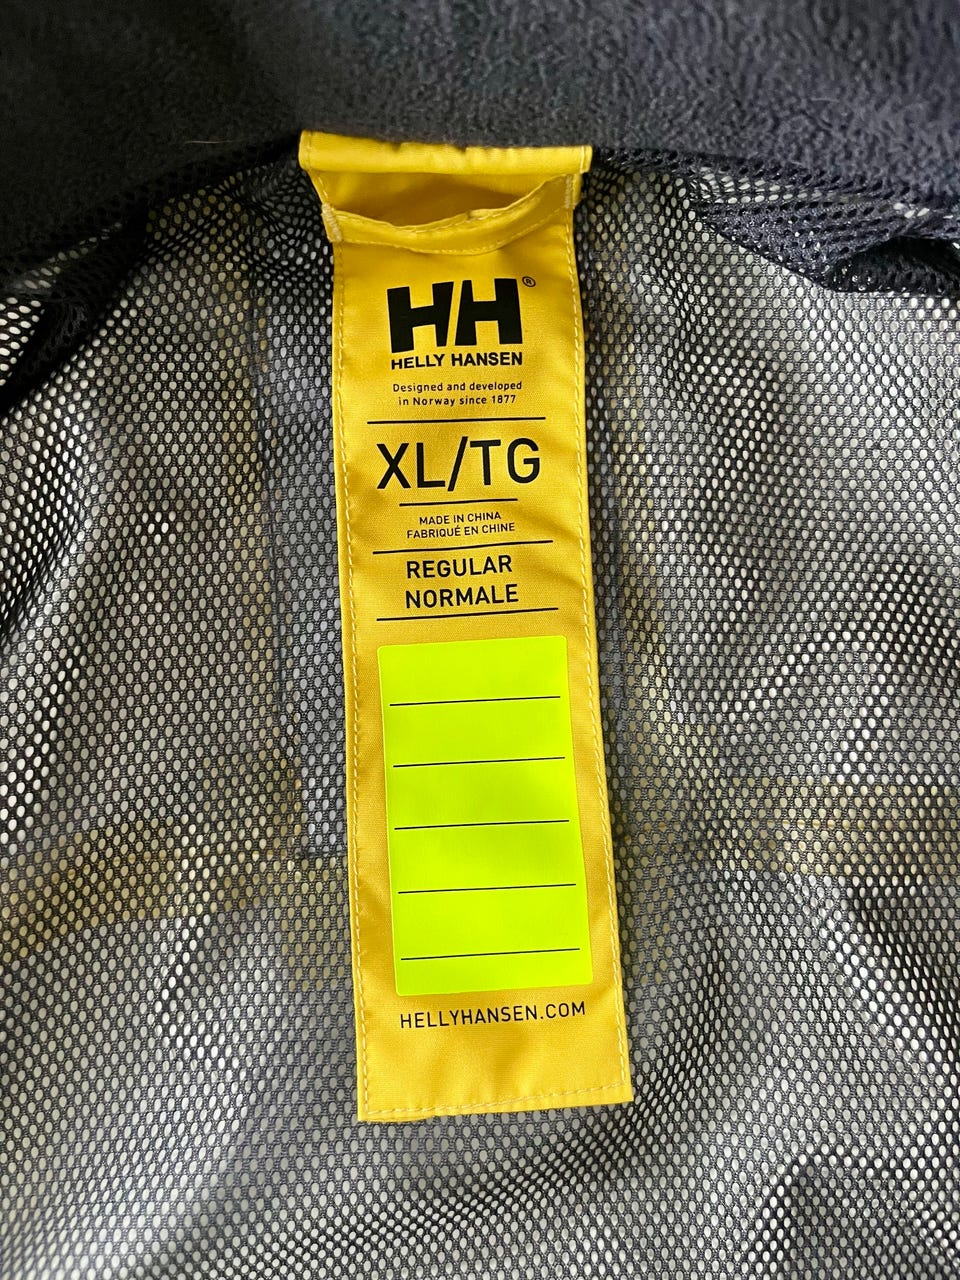 HH®
HELLY HANSEN
Designed and developed
in Norway since 1877
XL/TG
MADE IN CHINA
FABRIQUÉ EN CHINE
REGULAR
NORMALE
HELLYHANSEN.COM